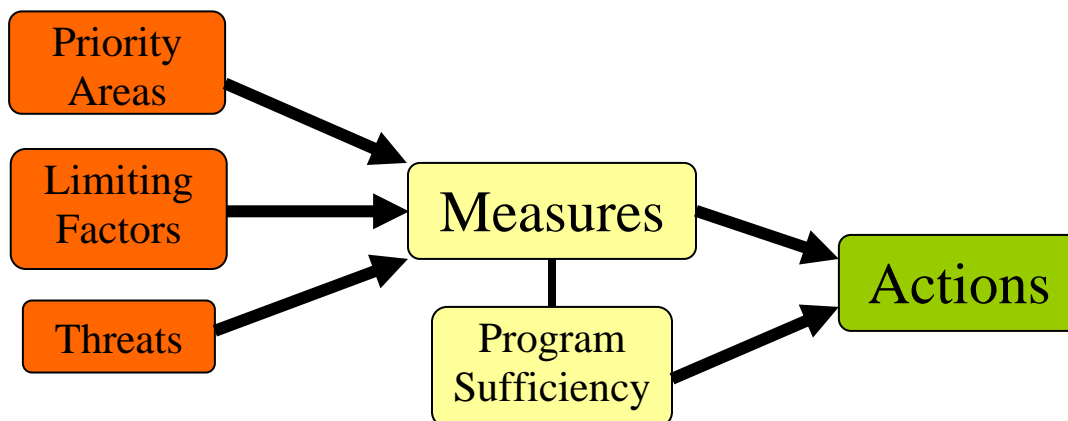 Priority
Areas
Limiting
Factors
Threats
Measures
Program
Sufficiency
Actions